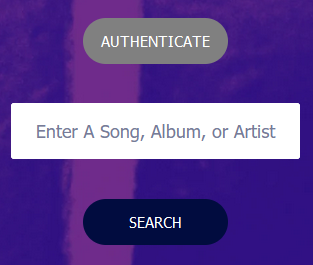 AUTHENTICATE
Enter A Song, Album, or Artist
SEARCH